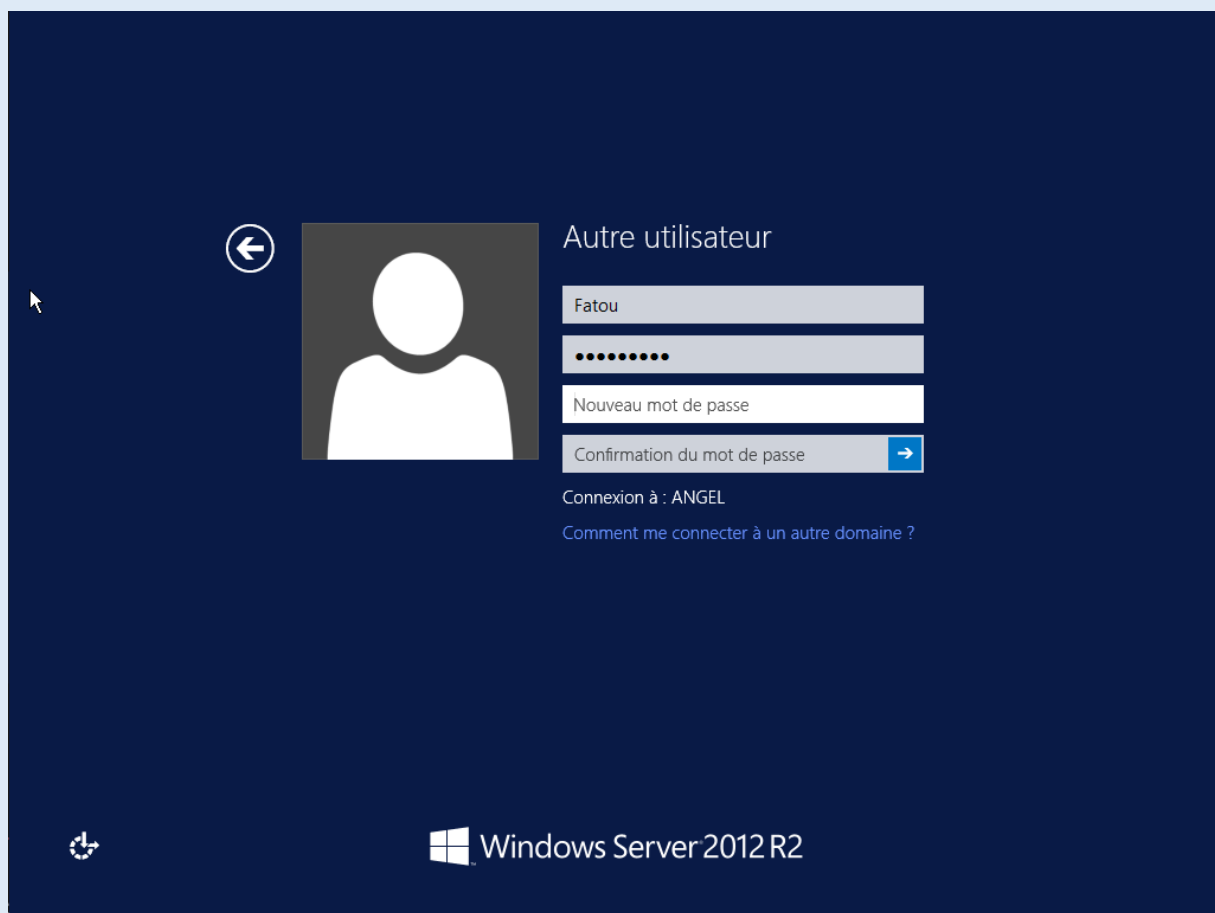 Autre utilisateur
Fatou
•••••••••
Nouveau mot de passe
Confirmation du mot de passe
Connexion à : ANGEL
Comment me connecter à un autre domaine ?
Windows Server 2012 R2